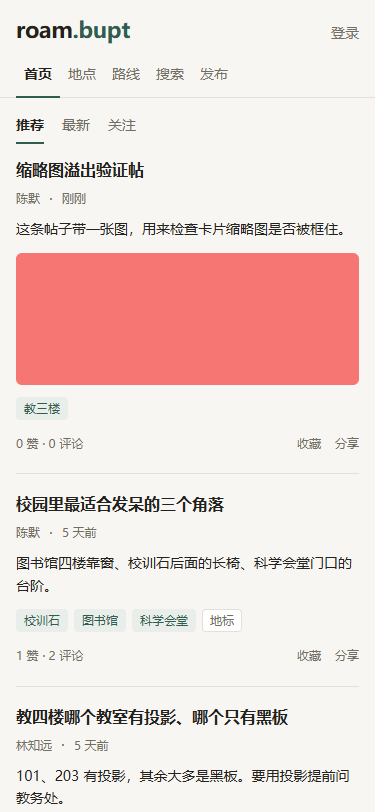 roam.bupt 登录
首页 地点 路线 搜索 发布
推荐 最新 关注
缩略图溢出验证帖
陈默 · 刚刚
这条帖子带一张图，用来检查卡片缩略图是否被框住。
教三楼
0 赞 · 0 评论 收藏 分享
校园里最适合发呆的三个角落
陈默 · 5 天前
图书馆四楼靠窗、校训石后面的长椅、科学会堂门口的
台阶。
校训石 图书馆 科学会堂 地标
1 赞 · 2 评论 收藏 分享
教四楼哪个教室有投影、哪个只有黑板
林知远 · 5 天前
101、203 有投影，其余大多是黑板。要用投影提前问
教务处。